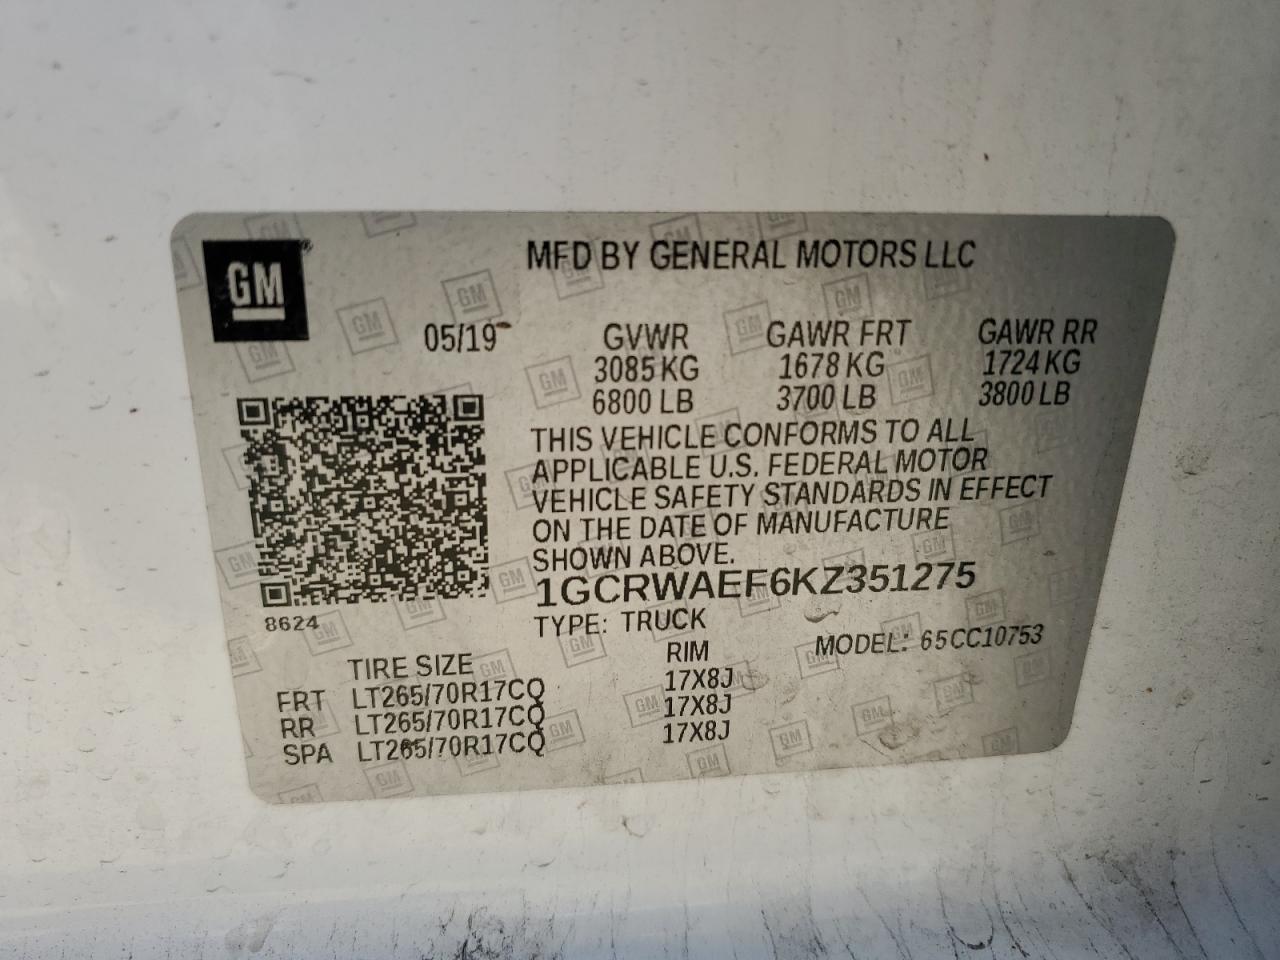 GM
MFD BY GENERAL MOTORS LLC
05/19 GVWR GAWR FRT GAWR RR
3085 KG 1678 KG 1724 KG
6800 LB 3700 LB 3800 LB
THIS VEHICLE CONFORMS TO ALL
APPLICABLE U.S. FEDERAL MOTOR
VEHICLE SAFETY STANDARDS IN EFFECT
ON THE DATE OF MANUFACTURE
SHOWN ABOVE.
1GCRWAEF6KZ351275
8624
TYPE: TRUCK
MODEL: 65CC10753
TIRE SIZE RIM
FRT LT265/70R17CQ 17X8J
RR LT265/70R17CQ 17X8J
SPA LT265/70R17CQ 17X8J